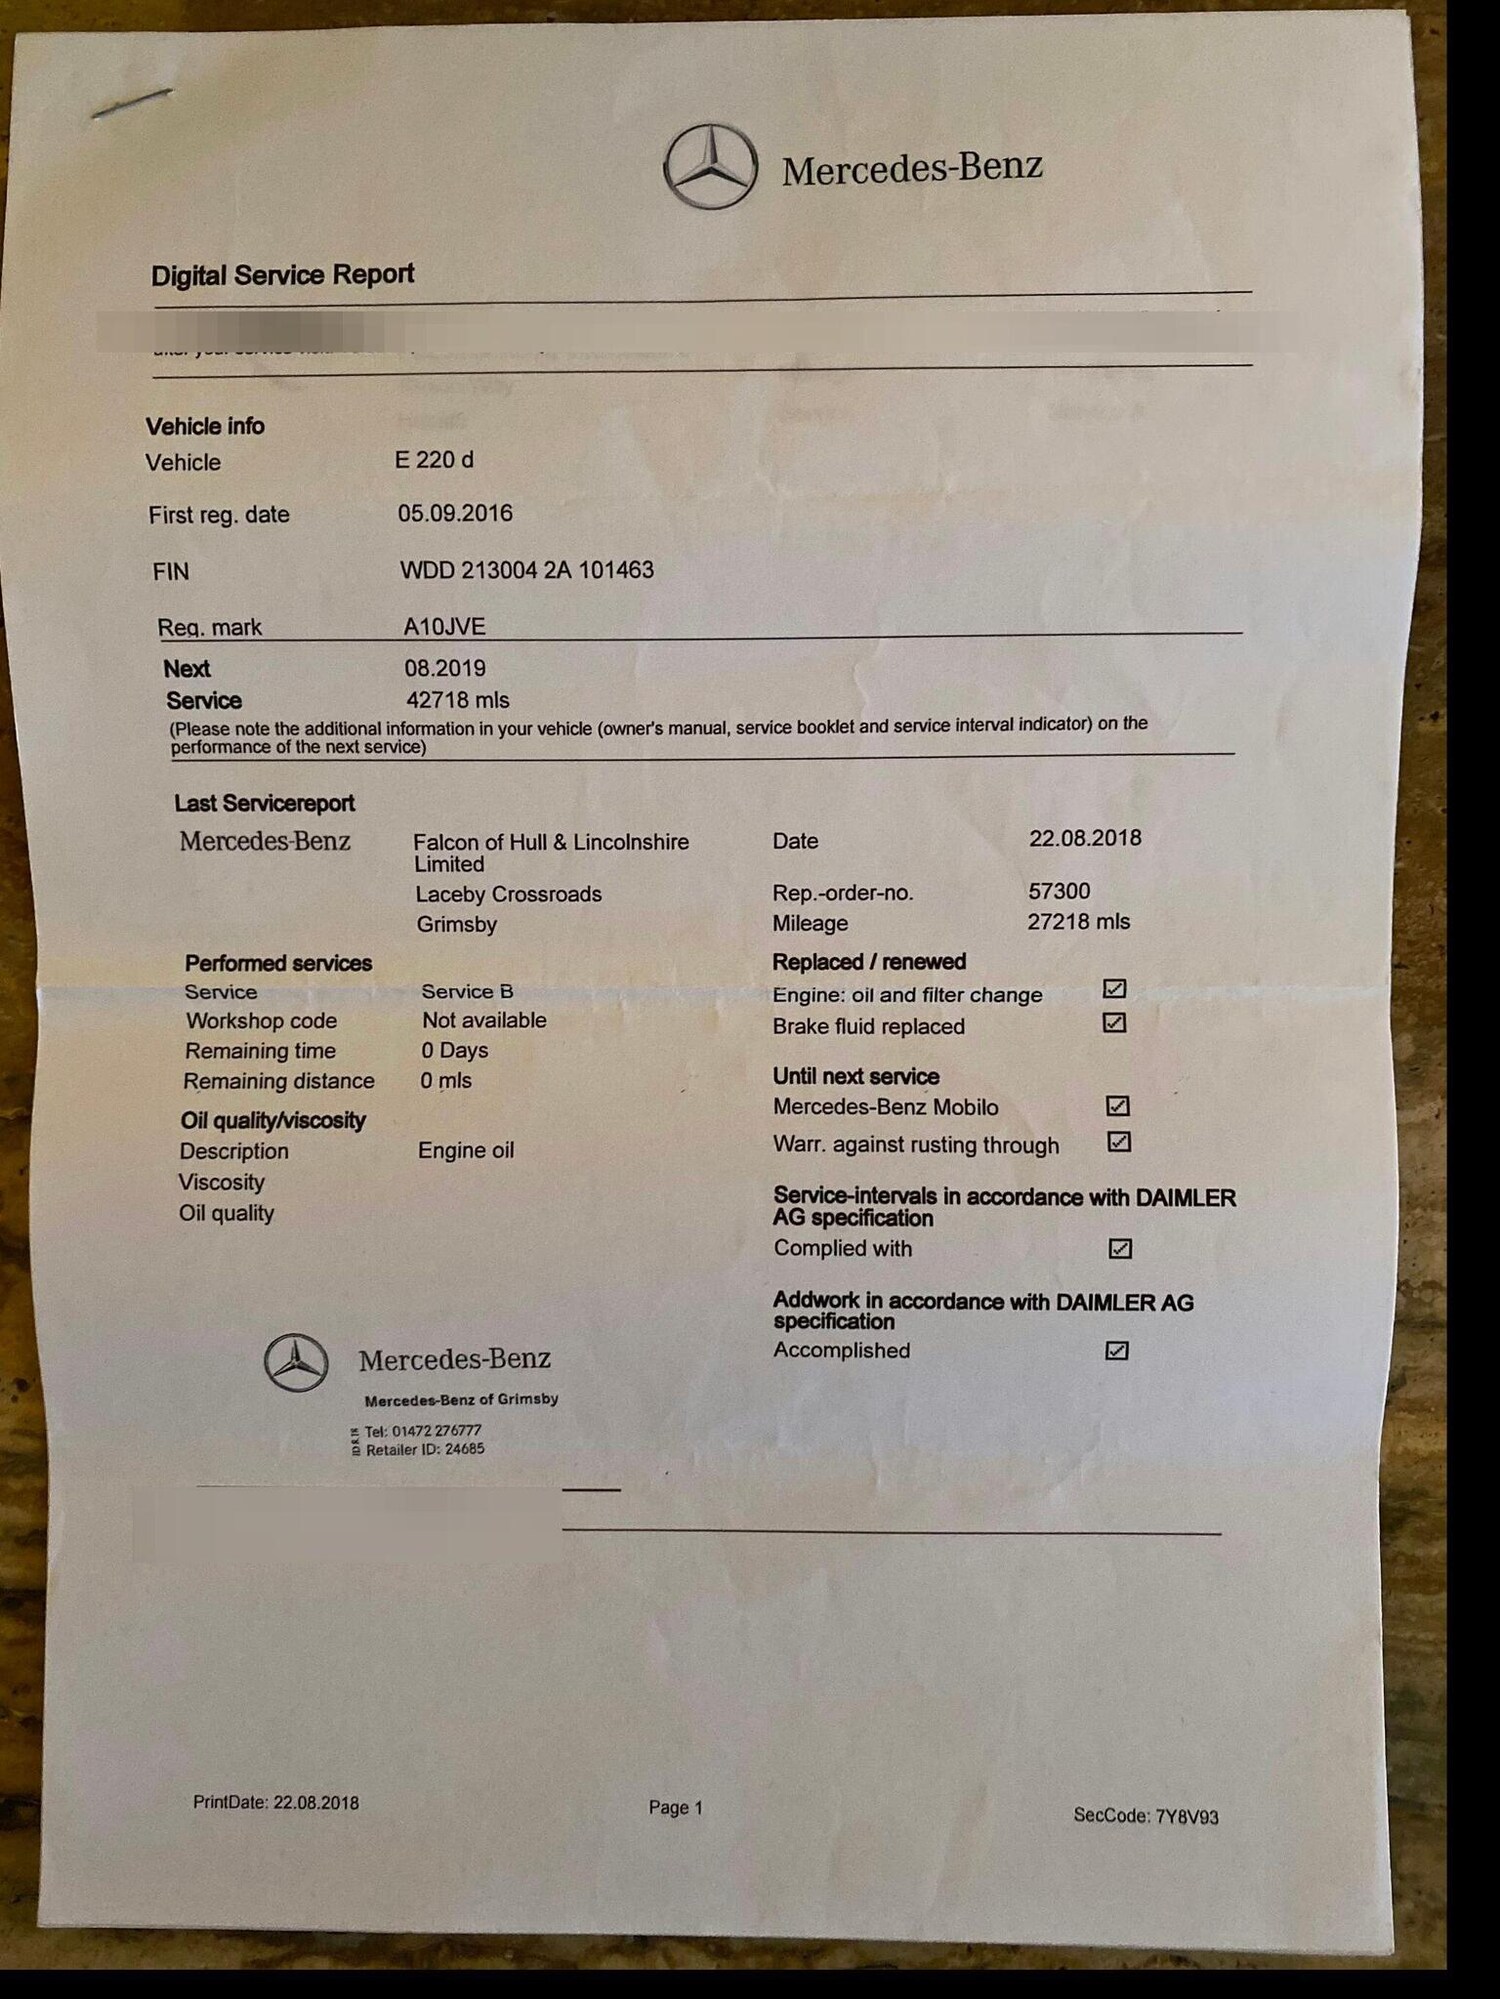 Mercedes-Benz
Digital Service Report
Vehicle info
Vehicle E 220 d
First reg. date 05.09.2016
FIN WDD 213004 2A 101463
Reg. mark A10JVE
Next 08.2019
Service 42718 mls
(Please note the additional information in your vehicle (owner's manual, service booklet and service interval indicator) on the
performance of the next service)
Last Servicereport
Mercedes-Benz Falcon of Hull & Lincolnshire Date 22.08.2018
Limited
Laceby Crossroads Rep.-order-no. 57300
Grimsby Mileage 27218 mls
Performed services Replaced / renewed
Service Service B Engine: oil and filter change
Workshop code Not available Brake fluid replaced
Remaining time 0 Days
Remaining distance 0 mls Until next service
Mercedes-Benz Mobilo
Oil quality/viscosity
Description Engine oil Warr. against rusting through
Viscosity
Oil quality Service-intervals in accordance with DAIMLER
AG specification
Complied with
Addwork in accordance with DAIMLER AG
specification
Accomplished
Mercedes-Benz
Mercedes-Benz of Grimsby
Tel: 01472 276777
Retailer ID: 24685
PrintDate: 22.08.2018 Page 1 SecCode: 7Y8V93